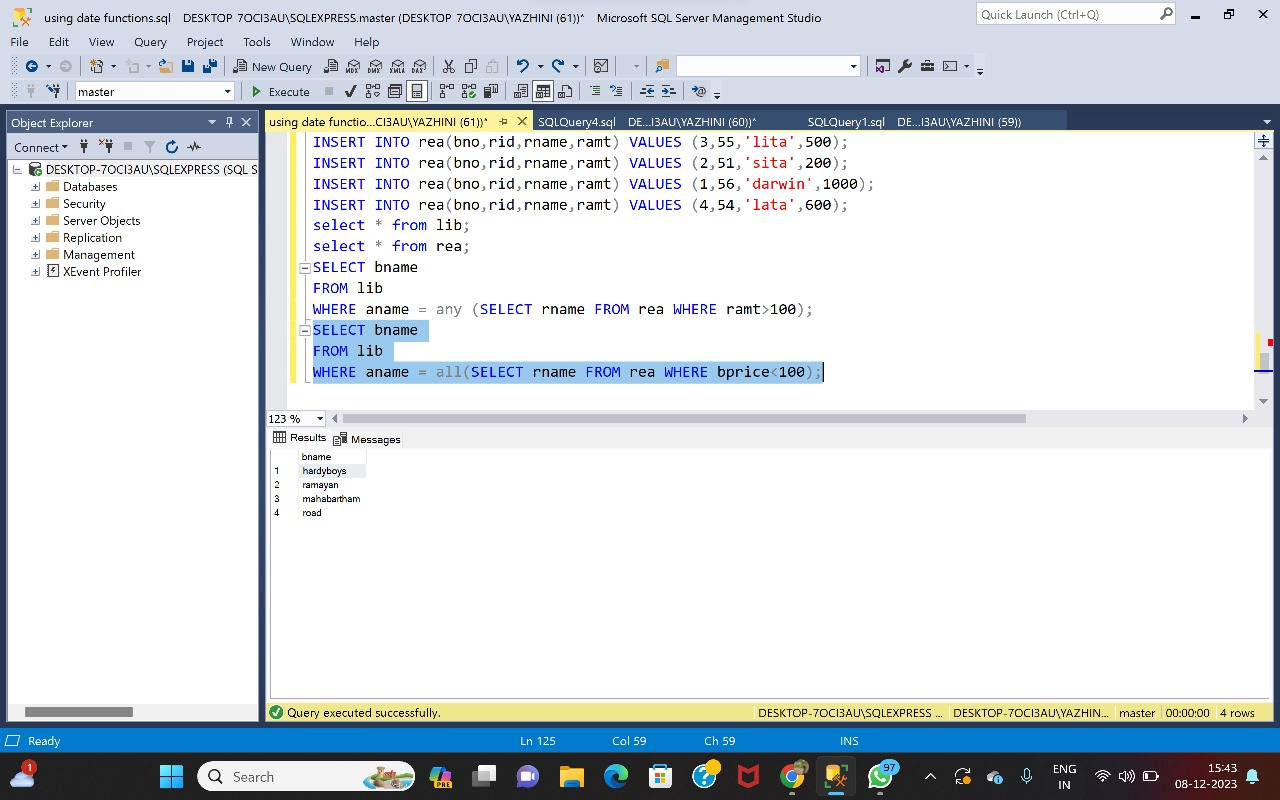 using date functions.sql DESKTOP 7OCI3AU\SQLEXPRESS.master (DESKTOP 7OCI3AU\YAZHINI (61))* Microsoft SQL Server Management Studio
Quick Launch (Ctrl+Q)
File Edit View Query Project Tools Window Help
New Query
MDX DMX XMLA DAX
master
Execute
Object Explorer
using date functio...CI3AU\YAZHINI (61))* SQLQuery4.sql DE...I3AU\YAZHINI (60))* SQLQuery1.sql DE...I3AU\YAZHINI (59))
Connect
DESKTOP-7OCI3AU\SQLEXPRESS (SQL S
Databases
Security
Server Objects
Replication
Management
XEvent Profiler
INSERT INTO rea(bno,rid,rname,ramt) VALUES (3,55,'lita',500);
INSERT INTO rea(bno,rid,rname,ramt) VALUES (2,51,'sita',200);
INSERT INTO rea(bno,rid,rname,ramt) VALUES (1,56,'darwin',1000);
INSERT INTO rea(bno,rid,rname,ramt) VALUES (4,54,'lata',600);
select * from lib;
select * from rea;
SELECT bname
FROM lib
WHERE aname = any (SELECT rname FROM rea WHERE ramt>100);
SELECT bname
FROM lib
WHERE aname = all(SELECT rname FROM rea WHERE bprice<100);
123 %
Results Messages
bname
1 hardyboys
2 ramayan
3 mahabartham
4 road
Query executed successfully.
DESKTOP-7OCI3AU\SQLEXPRESS ... DESKTOP-7OCI3AU\YAZHIN... master 00:00:00 4 rows
Ready
Ln 125 Col 59 Ch 59 INS
1
Search
PRE
97
ENG
IN
15:43
08-12-2023